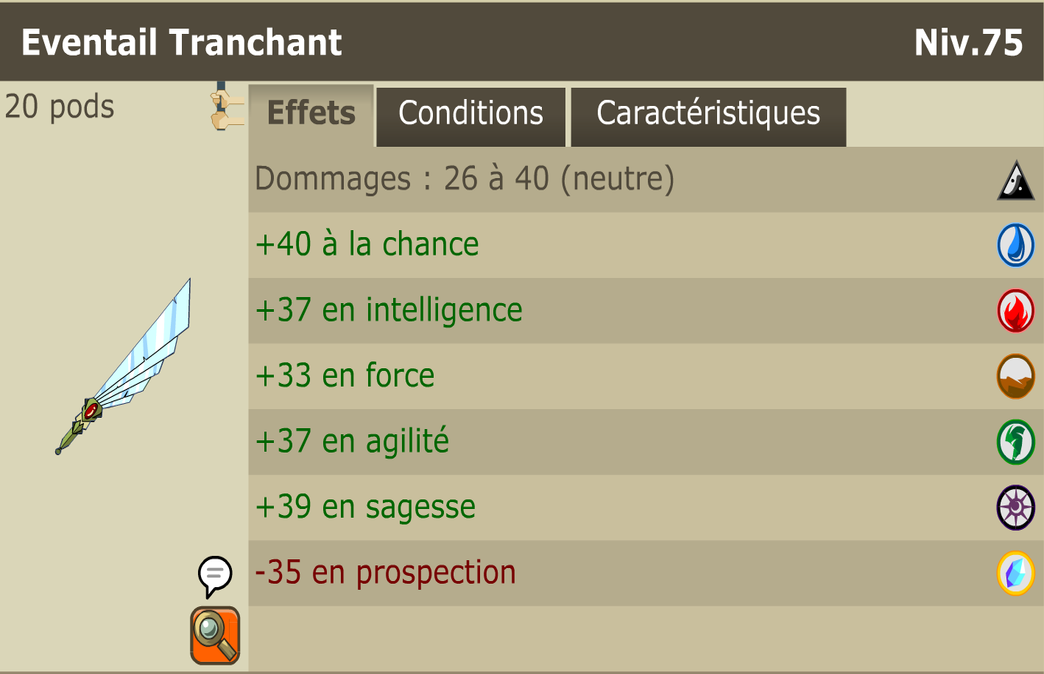 Eventail Tranchant
Niv.75
20 pods
Effets
Conditions
Caractéristiques
Dommages : 26 à 40 (neutre)
+40 à la chance
+37 en intelligence
+33 en force
+37 en agilité
+39 en sagesse
-35 en prospection